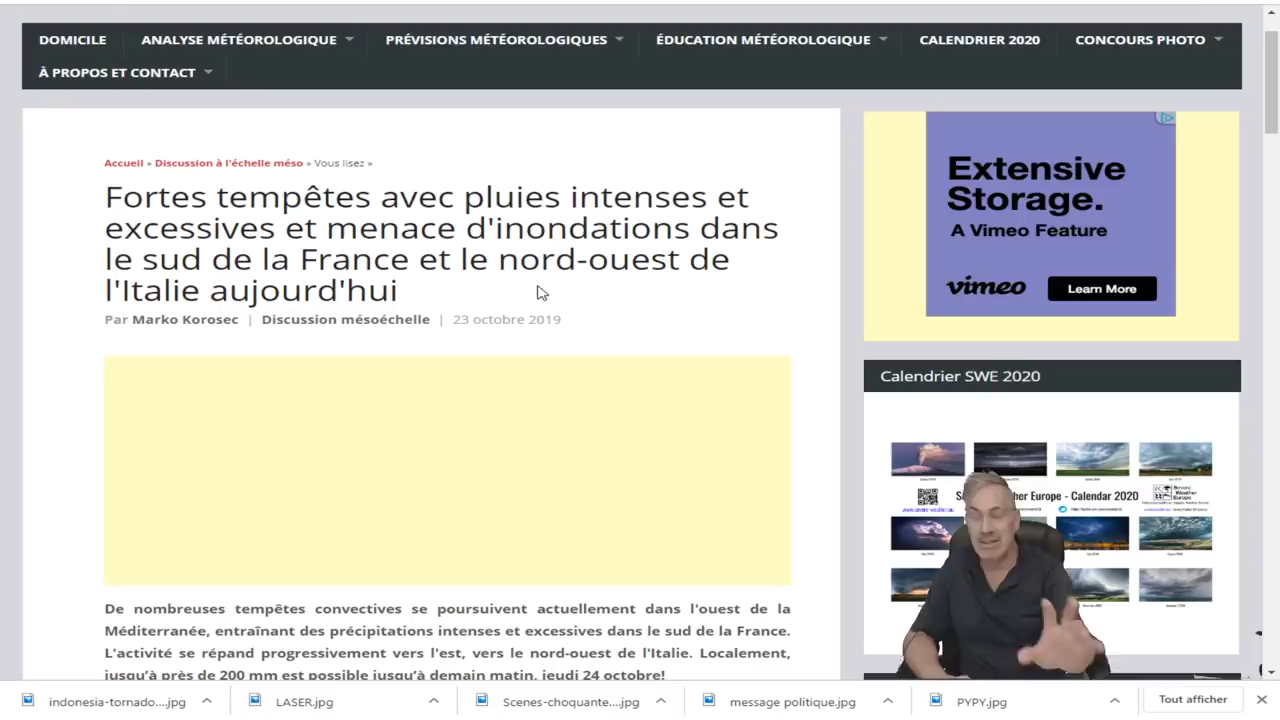 DOMICILE
ANALYSE MÉTÉOROLOGIQUE
PRÉVISIONS MÉTÉOROLOGIQUES
ÉDUCATION MÉTÉOROLOGIQUE
CALENDRIER 2020
CONCOURS PHOTO
À PROPOS ET CONTACT
Accueil » Discussion à l'échelle méso » Vous lisez »
Fortes tempêtes avec pluies intenses et
excessives et menace d'inondations dans
le sud de la France et le nord-ouest de
l'Italie aujourd'hui
Par Marko Korosec | Discussion mésoéchelle | 23 octobre 2019
De nombreuses tempêtes convectives se poursuivent actuellement dans l'ouest de la
Méditerranée, entraînant des précipitations intenses et excessives dans le sud de la France.
L'activité se répand progressivement vers l'est, vers le nord-ouest de l'Italie. Localement,
jusqu'à près de 200 mm est possible jusqu'à demain matin, jeudi 24 octobre!
Extensive
Storage.
A Vimeo Feature
vimeo
Learn More
Calendrier SWE 2020
Europe - Calendar 2020
indonesia-tornado....jpg
LASER.jpg
Scenes-choquante....jpg
message politique.jpg
PYPY.jpg
Tout afficher